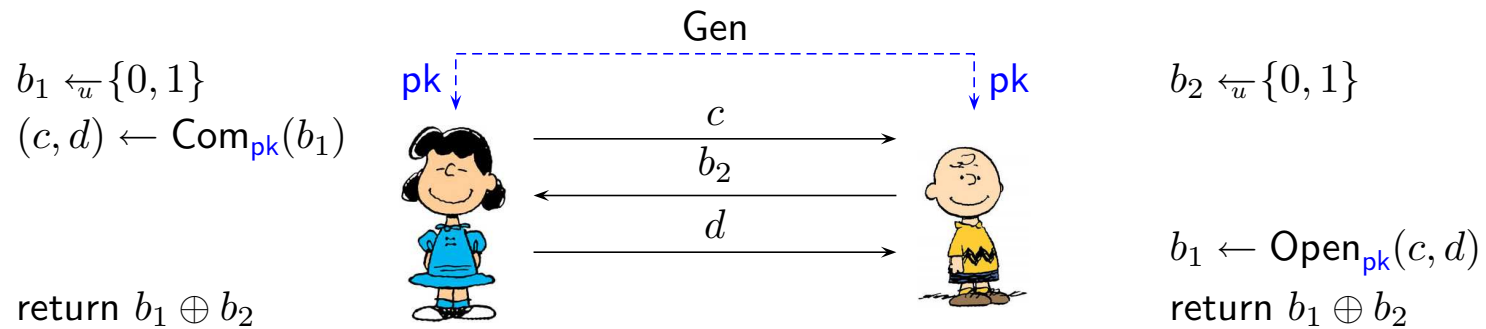 Gen
pk pk
b₁ ←ᵤ {0, 1}
b₂ ←ᵤ {0, 1}
(c, d) ← Com_pk(b₁)
c
b₂
d
b₁ ← Open_pk(c, d)
return b₁ ⊕ b₂
return b₁ ⊕ b₂